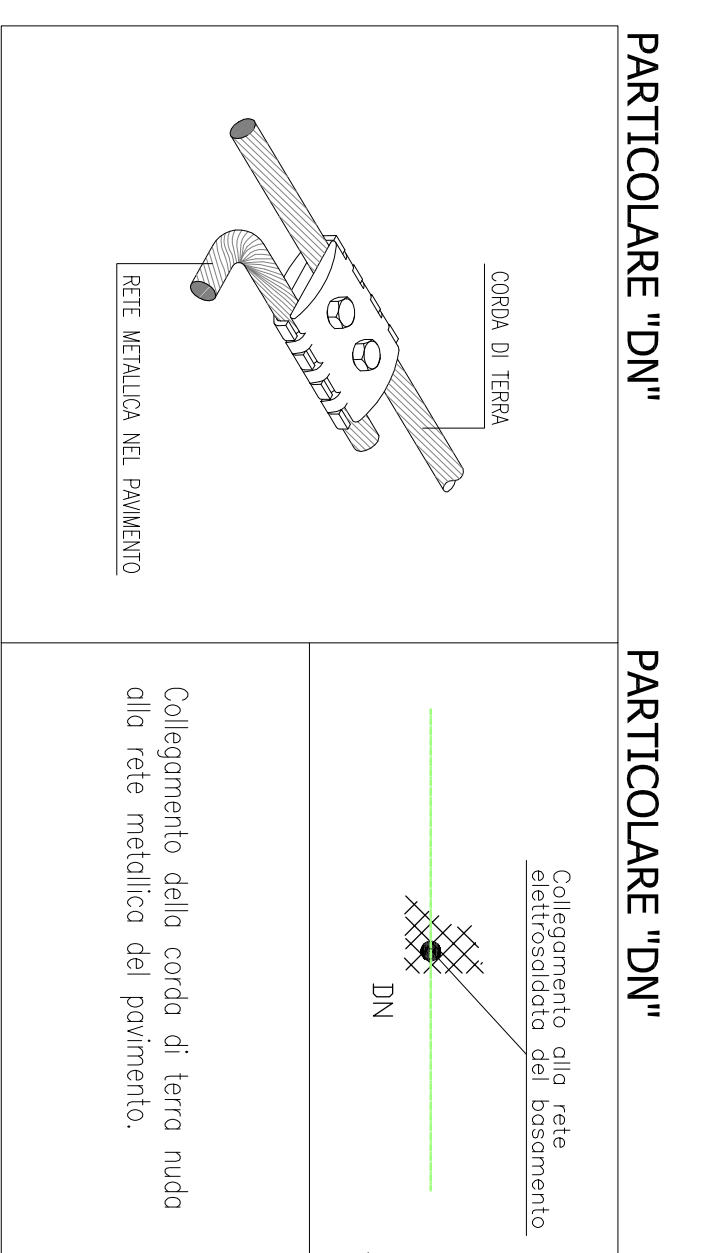 PARTICOLARE "DN"
CORDA DI TERRA
RETE METALLICA NEL PAVIMENTO
PARTICOLARE "DN"
Collegamento alla rete
elettrosaldata del basamento
DN
Collegamento della corda di terra nuda
alla rete metallica del pavimento.